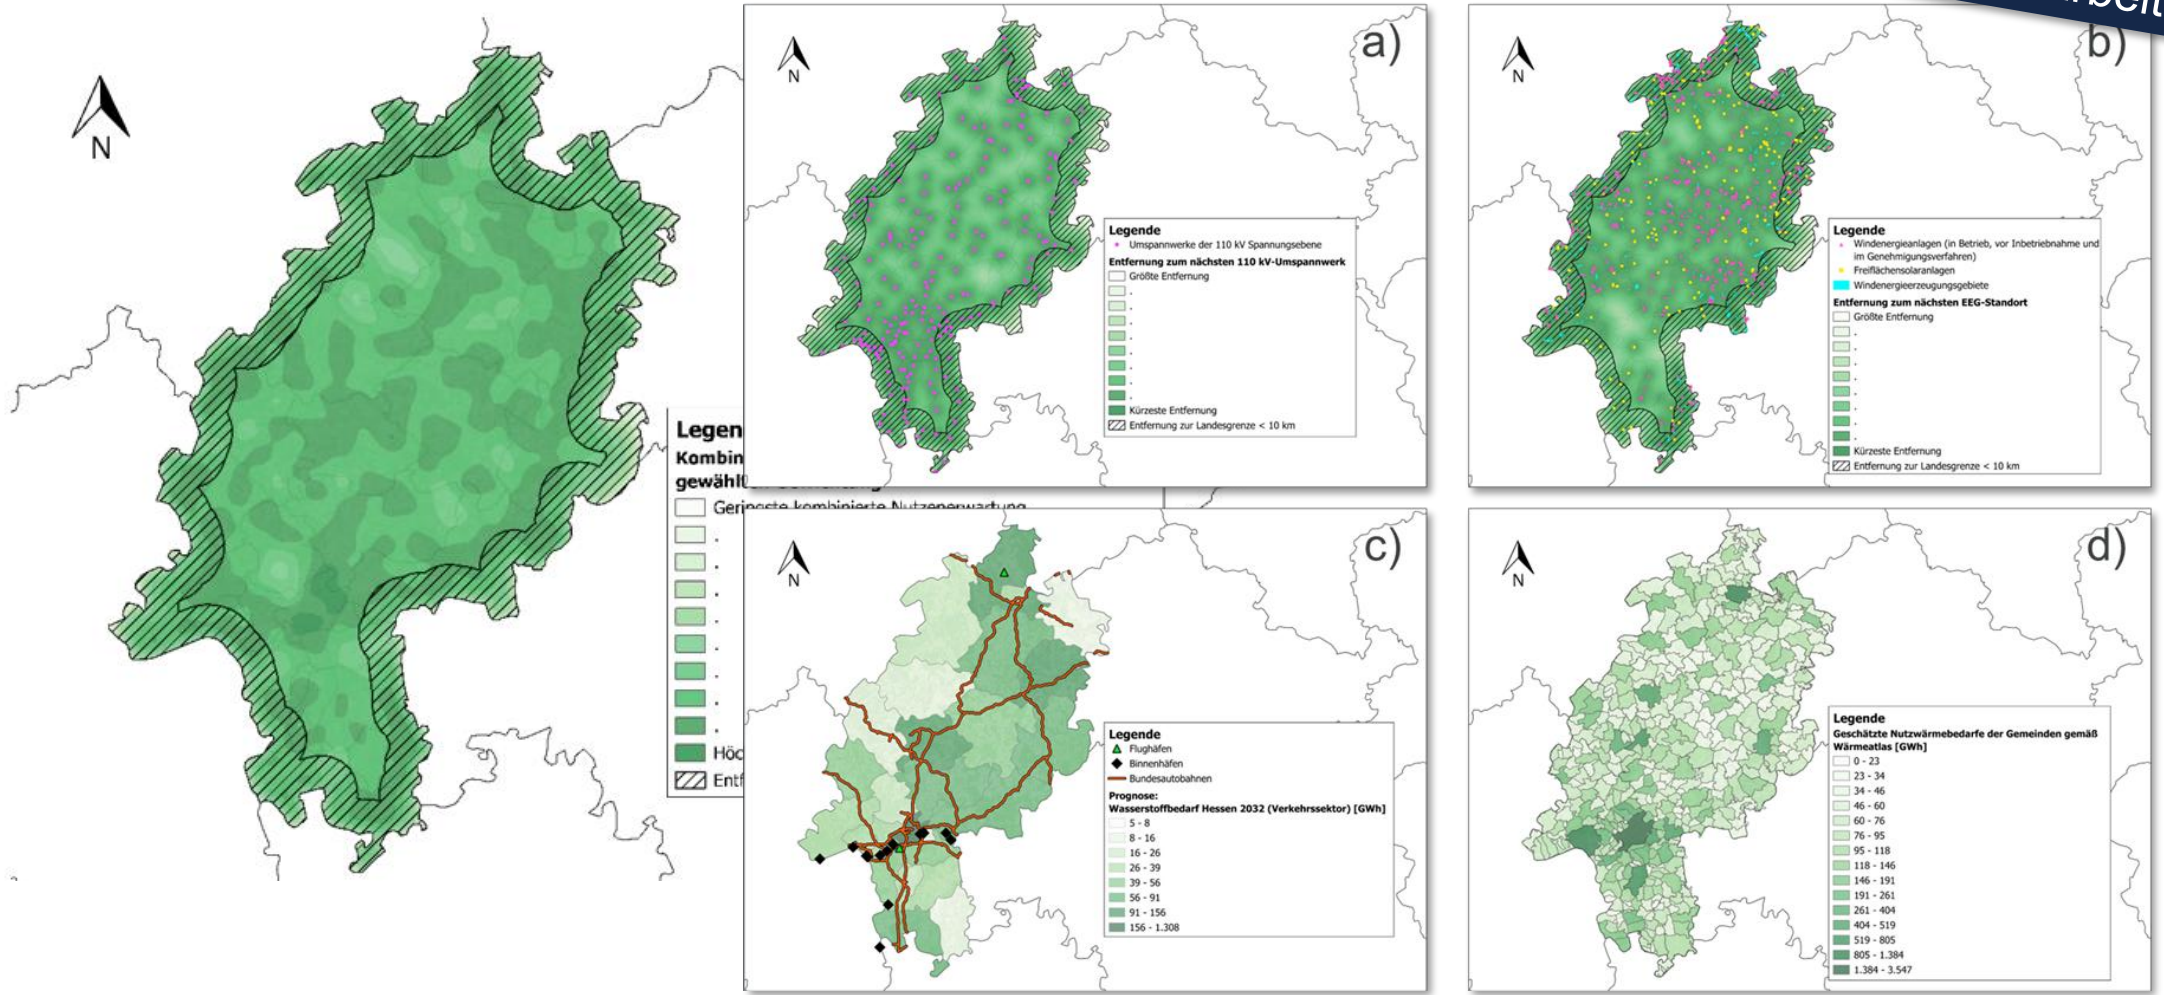 N
Legen
Kombin
gewähl
Geringste kombinierte Nutzenerwartung
.
.
.
.
.
.
.
.
Höc
Entf
a)
N
Legende
Umspannwerke der 110 kV Spannungsebene
Entfernung zum nächsten 110 kV-Umspannwerk
Größte Entfernung
.
.
.
.
.
.
.
.
Kürzeste Entfernung
Entfernung zur Landesgrenze < 10 km
b)
N
Legende
Windenergieanlagen (in Betrieb, vor Inbetriebnahme und
im Genehmigungsverfahren)
Freiflächensolaranlagen
Windenergieerzeugungsgebiete
Entfernung zum nächsten EEG-Standort
Größte Entfernung
.
.
.
.
.
.
.
.
Kürzeste Entfernung
Entfernung zur Landesgrenze < 10 km
c)
N
Legende
Flughäfen
Binnenhäfen
Bundesautobahnen
Prognose:
Wasserstoffbedarf Hessen 2032 (Verkehrssektor) [GWh]
5 - 8
8 - 16
16 - 26
26 - 39
39 - 56
56 - 91
91 - 156
156 - 1.308
d)
N
Legende
Geschätzte Nutzwärmebedarfe der Gemeinden gemäß
Wärmeatlas [GWh]
0 - 23
23 - 34
34 - 46
46 - 60
60 - 76
76 - 95
95 - 118
118 - 146
146 - 191
191 - 261
261 - 404
404 - 519
519 - 805
805 - 1.384
1.384 - 3.547